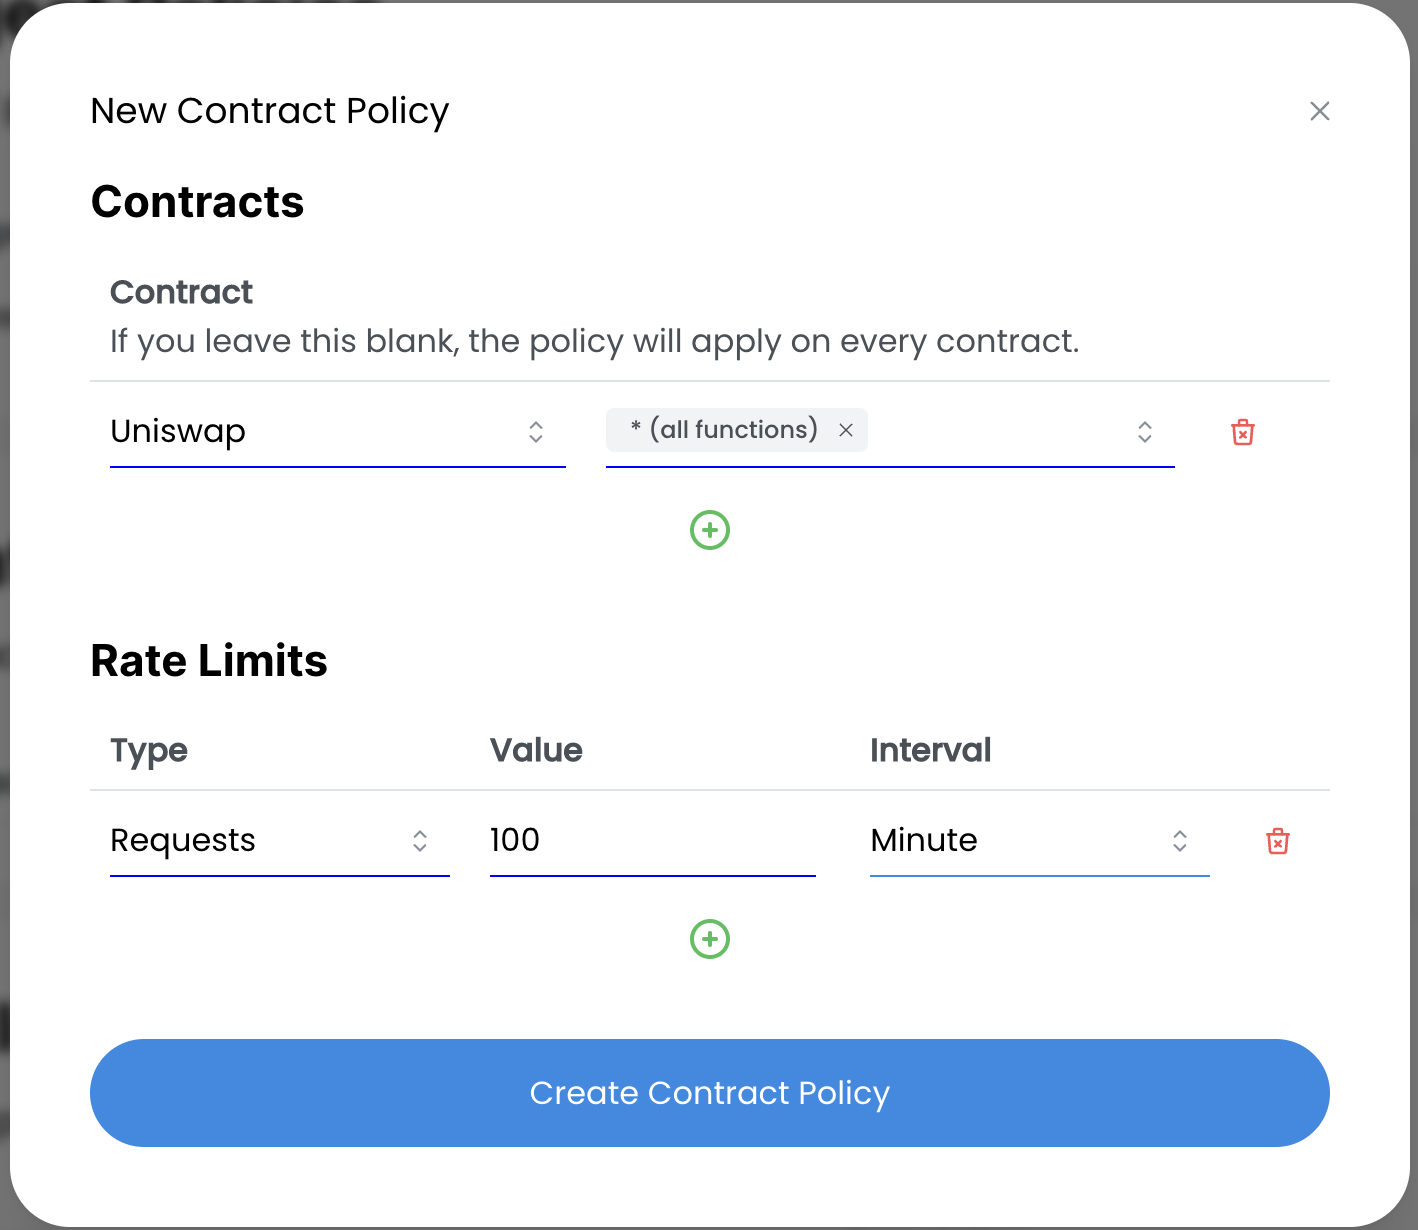 New Contract Policy
Contracts
Contract
If you leave this blank, the policy will apply on every contract.
Uniswap * (all functions)
Rate Limits
Type Value Interval
Requests 100 Minute
Create Contract Policy